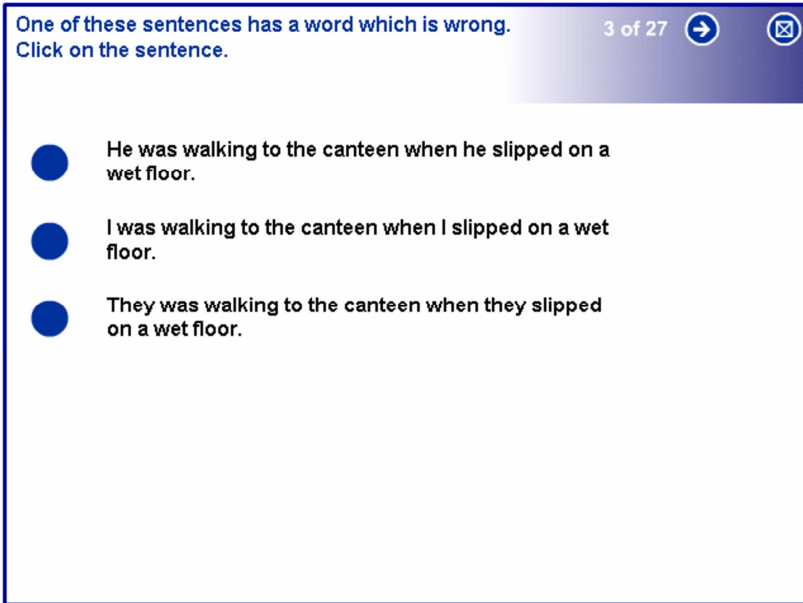 One of these sentences has a word which is wrong.
Click on the sentence.
3 of 27
He was walking to the canteen when he slipped on a
wet floor.
I was walking to the canteen when I slipped on a wet
floor.
They was walking to the canteen when they slipped
on a wet floor.